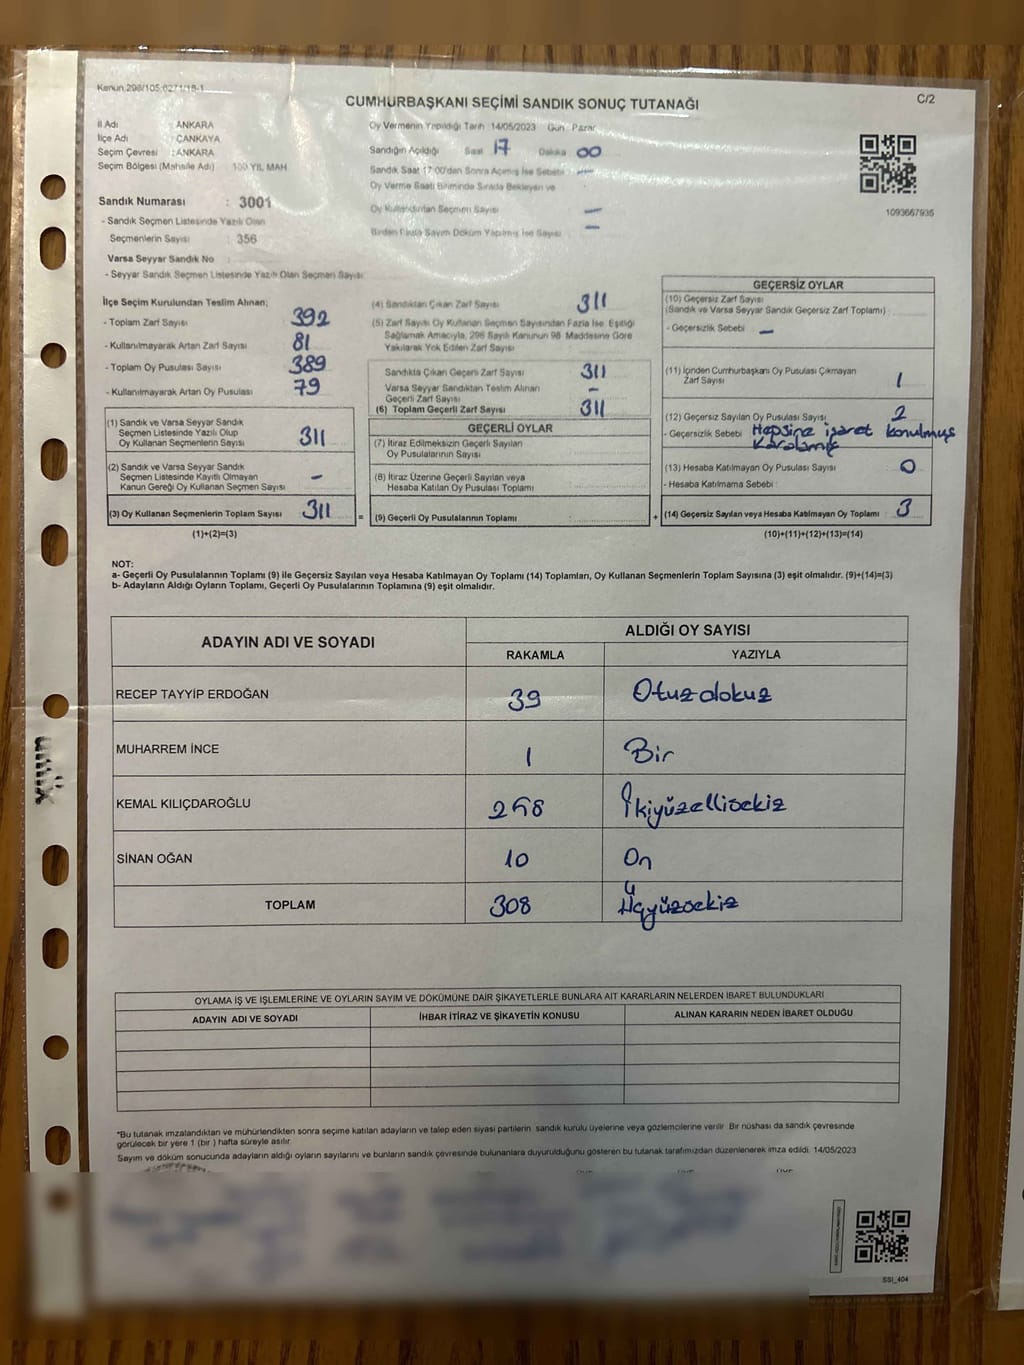 Kanun 298/105,6271/18-1
C/2
CUMHURBAŞKANI SEÇİMİ SANDIK SONUÇ TUTANAĞI
İl Adı : ANKARA
İlçe Adı : ÇANKAYA
Seçim Çevresi : ANKARA
Seçim Bölgesi (Mahalle Adı) : 100 YIL MAH
Sandık Numarası : 3001
- Sandık Seçmen Listesinde Yazılı Olan
Seçmenlerin Sayısı : 356
Varsa Seyyar Sandık No
- Seyyar Sandık Seçmen Listesinde Yazılı Olan Seçmen Sayısı:
Oy Vermenin Yapıldığı Tarih 14/05/2023 Gün Pazar
Sandığın Açıldığı Saat 17 Dakika 00
Sandık Saat 17:00'den Sonra Açılmış İse Sebebi —
Oy Verme Saati Bitiminde Sırada Bekleyen ve
Oy Kullandırılan Seçmen Sayısı —
Birden Fazla Sayım Döküm Yapılmış İse Sayısı —
1093667935
İlçe Seçim Kurulundan Teslim Alınan;
- Toplam Zarf Sayısı 392
- Kullanılmayarak Artan Zarf Sayısı 81
- Toplam Oy Pusulası Sayısı 389
- Kullanılmayarak Artan Oy Pusulası 79
(1) Sandık ve Varsa Seyyar Sandık
Seçmen Listesinde Yazılı Olup
Oy Kullanan Seçmenlerin Sayısı 311
(2) Sandık ve Varsa Seyyar Sandık
Seçmen Listesinde Kayıtlı Olmayan
Kanun Gereği Oy Kullanan Seçmen Sayısı -
(3) Oy Kullanan Seçmenlerin Toplam Sayısı 311
(1)+(2)=(3)
(4) Sandıktan Çıkan Zarf Sayısı 311
(5) Zarf Sayısı Oy Kullanan Seçmen Sayısından Fazla İse, Eşitliği
Sağlamak Amacıyla, 298 Sayılı Kanunun 98. Maddesine Göre
Yakılarak Yok Edilen Zarf Sayısı
Sandıkta Çıkan Geçerli Zarf Sayısı 311
Varsa Seyyar Sandıktan Teslim Alınan
Geçerli Zarf Sayısı -
(6) Toplam Geçerli Zarf Sayısı 311
GEÇERLİ OYLAR
(7) İtiraz Edilmeksizin Geçerli Sayılan
Oy Pusulalarının Sayısı
(8) İtiraz Üzerine Geçerli Sayılan veya
Hesaba Katılan Oy Pusulası Toplamı
= (9) Geçerli Oy Pusulalarının Toplamı
GEÇERSİZ OYLAR
(10) Geçersiz Zarf Sayısı
(Sandık ve Varsa Seyyar Sandık Geçersiz Zarf Toplamı) :
- Geçersizlik Sebebi : —
(11) İçinden Cumhurbaşkanı Oy Pusulası Çıkmayan
Zarf Sayısı 1
(12) Geçersiz Sayılan Oy Pusulası Sayısı 2
- Geçersizlik Sebebi Hepsine işaret konulmuş
Karalamış
(13) Hesaba Katılmayan Oy Pusulası Sayısı 0
- Hesaba Katılmama Sebebi :
+ (14) Geçersiz Sayılan veya Hesaba Katılmayan Oy Toplamı 3
(10)+(11)+(12)+(13)=(14)
NOT:
a- Geçerli Oy Pusulalarının Toplamı (9) ile Geçersiz Sayılan veya Hesaba Katılmayan Oy Toplamı (14) Toplamları, Oy Kullanan Seçmenlerin Toplam Sayısına (3) eşit olmalıdır. (9)+(14)=(3)
b- Adayların Aldığı Oyların Toplamı, Geçerli Oy Pusulalarının Toplamına (9) eşit olmalıdır.
ADAYIN ADI VE SOYADI
ALDIĞI OY SAYISI
RAKAMLA YAZIYLA
RECEP TAYYİP ERDOĞAN 39 Otuzdokuz
MUHARREM İNCE 1 Bir
KEMAL KILIÇDAROĞLU 258 İkiyüzellisekiz
SİNAN OĞAN 10 On
TOPLAM 308 Üçyüzsekiz
OYLAMA İŞ VE İŞLEMLERİNE VE OYLARIN SAYIM VE DÖKÜMÜNE DAİR ŞİKAYETLERLE BUNLARA AİT KARARLARIN NELERDEN İBARET BULUNDUKLARI
ADAYIN ADI VE SOYADI İHBAR İTİRAZ VE ŞİKAYETİN KONUSU ALINAN KARARIN NEDEN İBARET OLDUĞU
*Bu tutanak imzalandıktan ve mühürlendikten sonra seçime katılan adayların ve talep eden siyasi partilerin sandık kurulu üyelerine veya gözlemcilerine verilir. Bir nüshası da sandık çevresinde
görülecek bir yere 1 (bir ) hafta süreyle asılır.
Sayım ve döküm sonucunda adayların aldığı oyların sayılarını ve bunların sandık çevresinde bulunanlara duyurulduğunu gösteren bu tutanak tarafımızdan düzenlenerek imza edildi. 14/05/2023
SSI_404